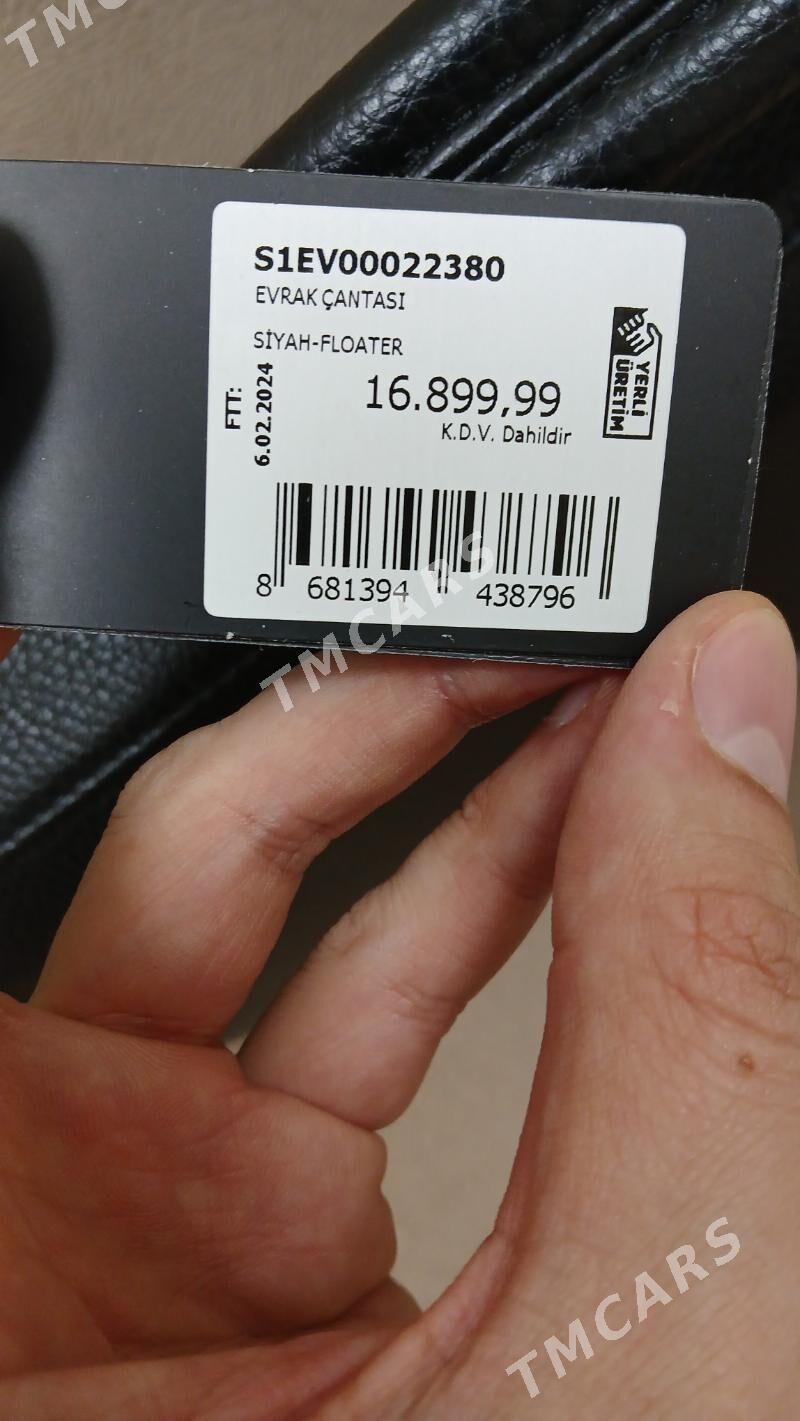 S1EV00022380
EVRAK ÇANTASI
SİYAH-FLOATER
FTT:
6.02.2024
16.899,99
K.D.V. Dahildir
YERLİ
ÜRETİM
8 681394 438796
TMCARS
TMCARS